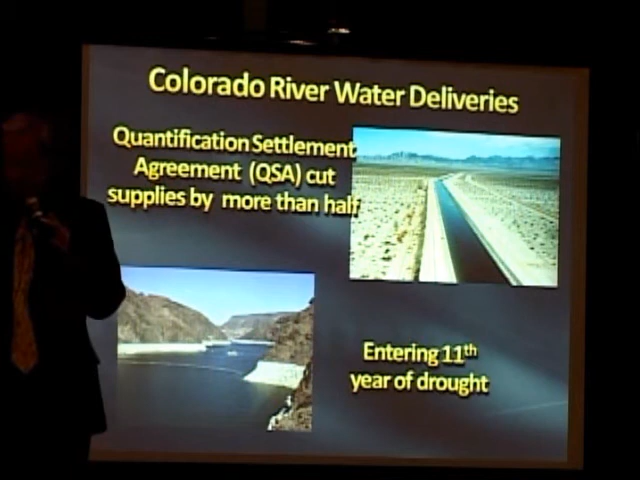 Colorado River Water Deliveries
Quantification Settlement
Agreement (QSA) cut
supplies by more than half
Entering 11th
year of drought